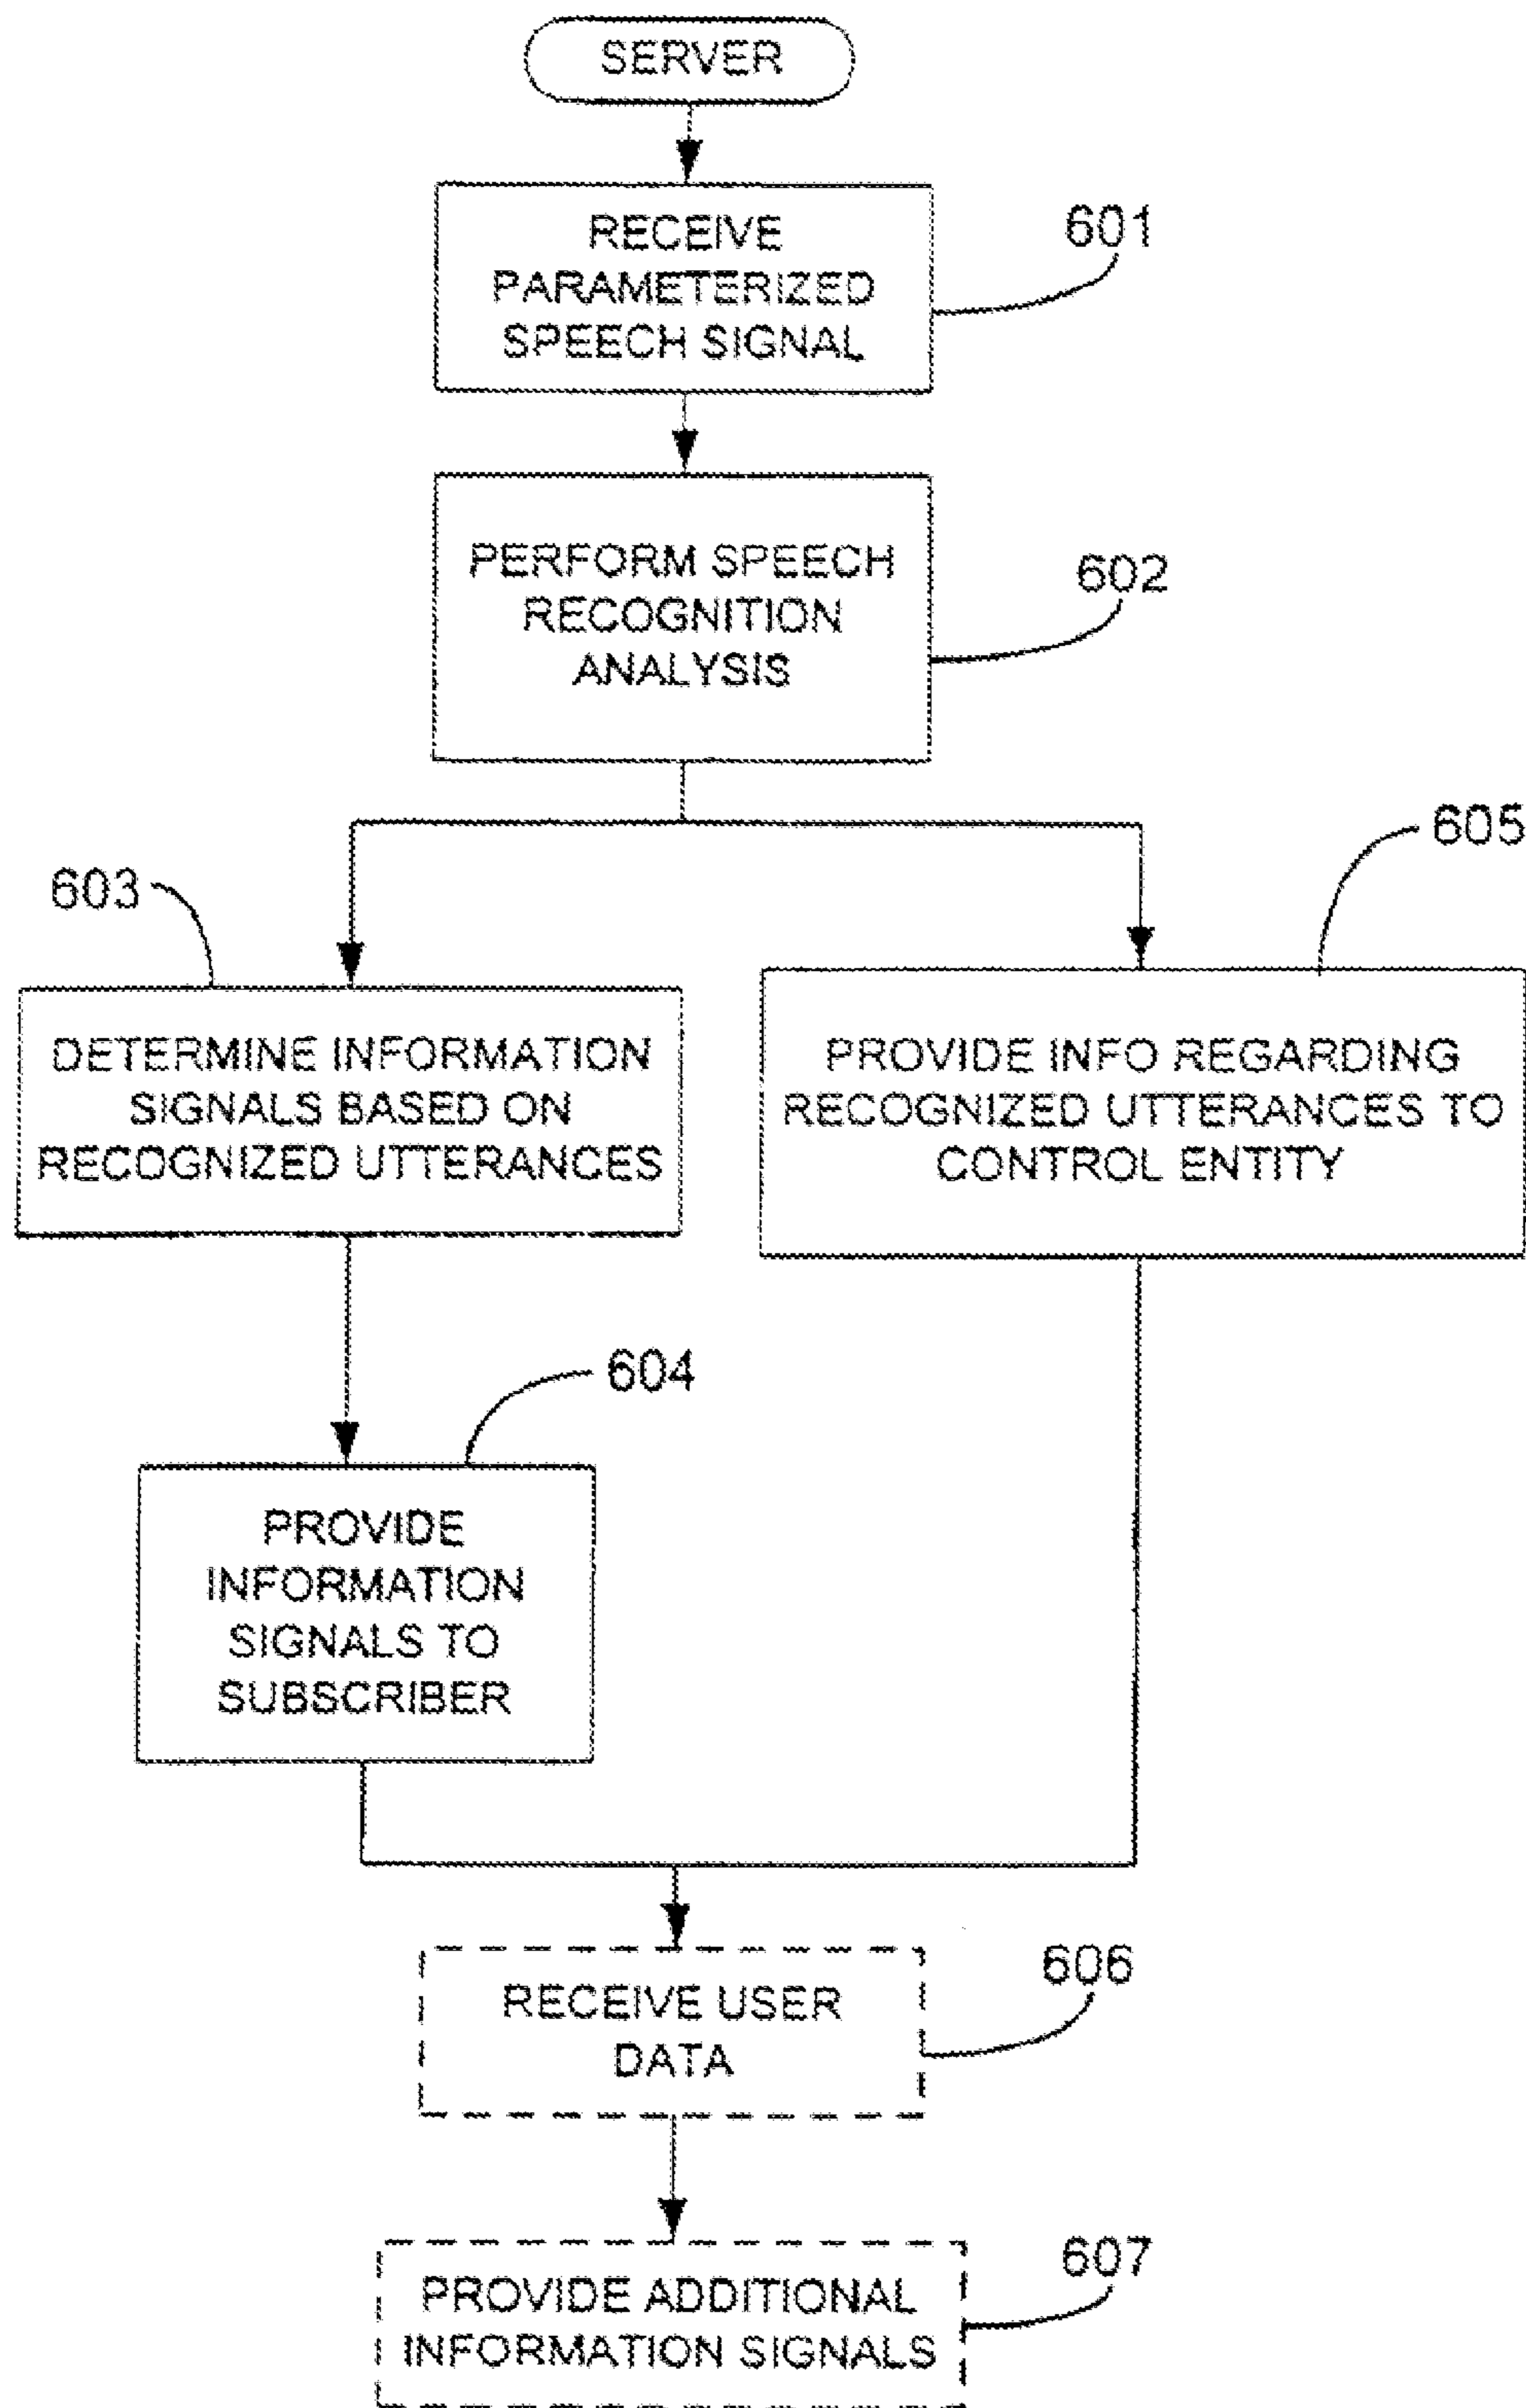 SERVER
RECEIVE
PARAMETERIZED
SPEECH SIGNAL
601
PERFORM SPEECH
RECOGNITION
ANALYSIS
602
603
605
DETERMINE INFORMATION
SIGNALS BASED ON
RECOGNIZED UTTERANCES
PROVIDE INFO REGARDING
RECOGNIZED UTTERANCES TO
CONTROL ENTITY
604
PROVIDE
INFORMATION
SIGNALS TO
SUBSCRIBER
606
RECEIVE USER
DATA
607
PROVIDE ADDITIONAL
INFORMATION SIGNALS